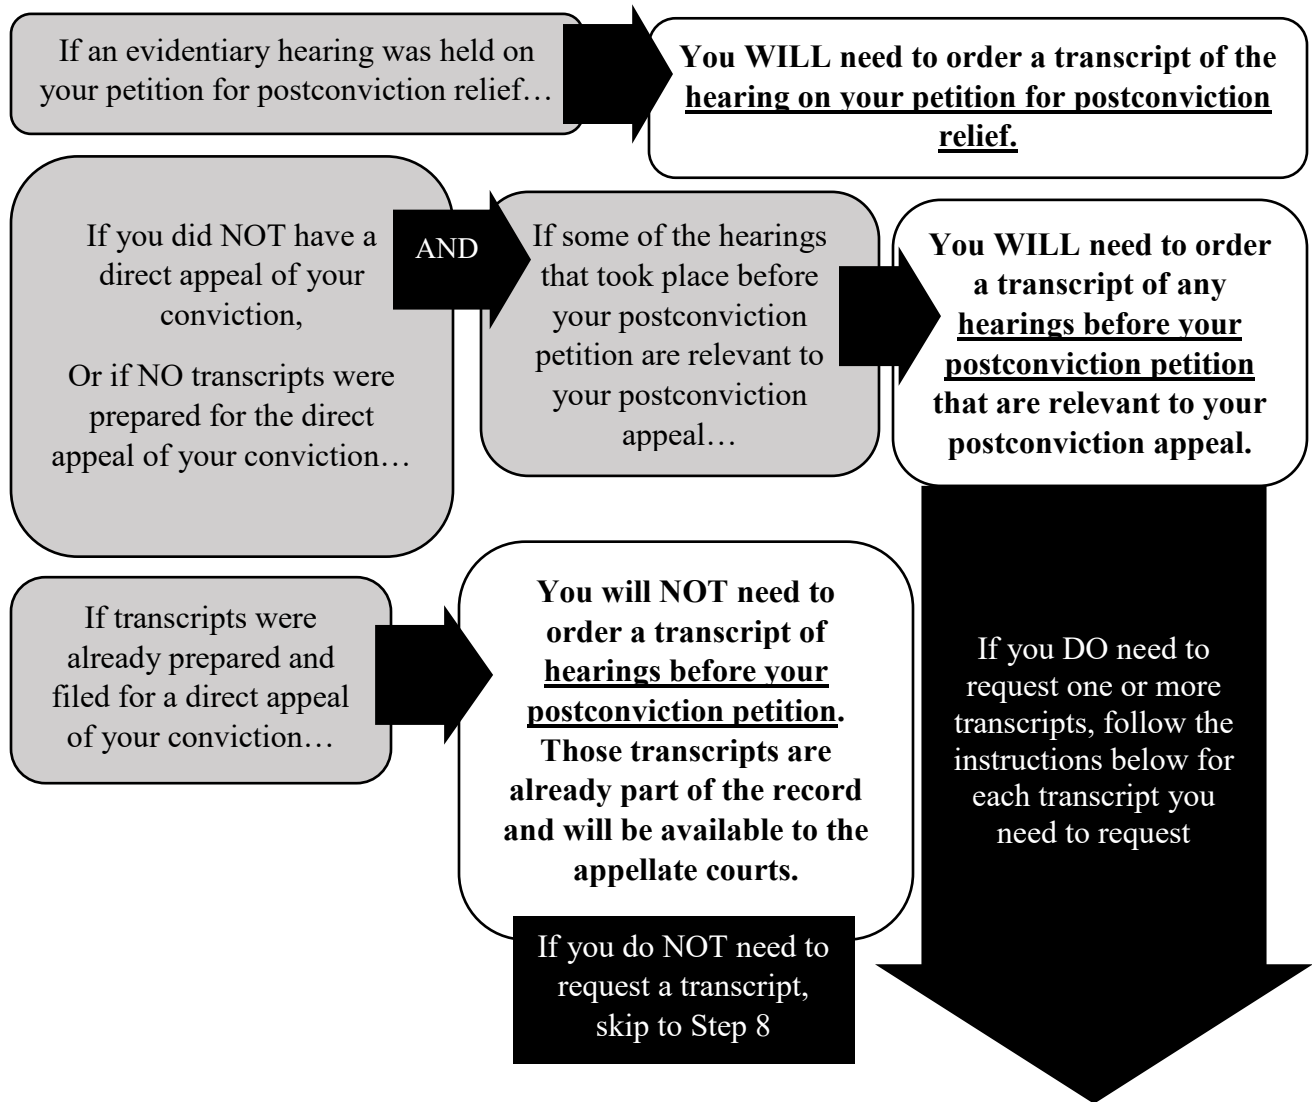 If an evidentiary hearing was held on
your petition for postconviction relief…
You WILL need to order a transcript of the
hearing on your petition for postconviction
relief.
If you did NOT have a
direct appeal of your
conviction,
Or if NO transcripts were
prepared for the direct
appeal of your conviction…
AND
If some of the hearings
that took place before
your postconviction
petition are relevant to
your postconviction
appeal…
You WILL need to order
a transcript of any
hearings before your
postconviction petition
that are relevant to your
postconviction appeal.
If transcripts were
already prepared and
filed for a direct appeal
of your conviction…
You will NOT need to
order a transcript of
hearings before your
postconviction petition.
Those transcripts are
already part of the record
and will be available to the
appellate courts.
If you do NOT need to
request a transcript,
skip to Step 8
If you DO need to
request one or more
transcripts, follow the
instructions below for
each transcript you
need to request